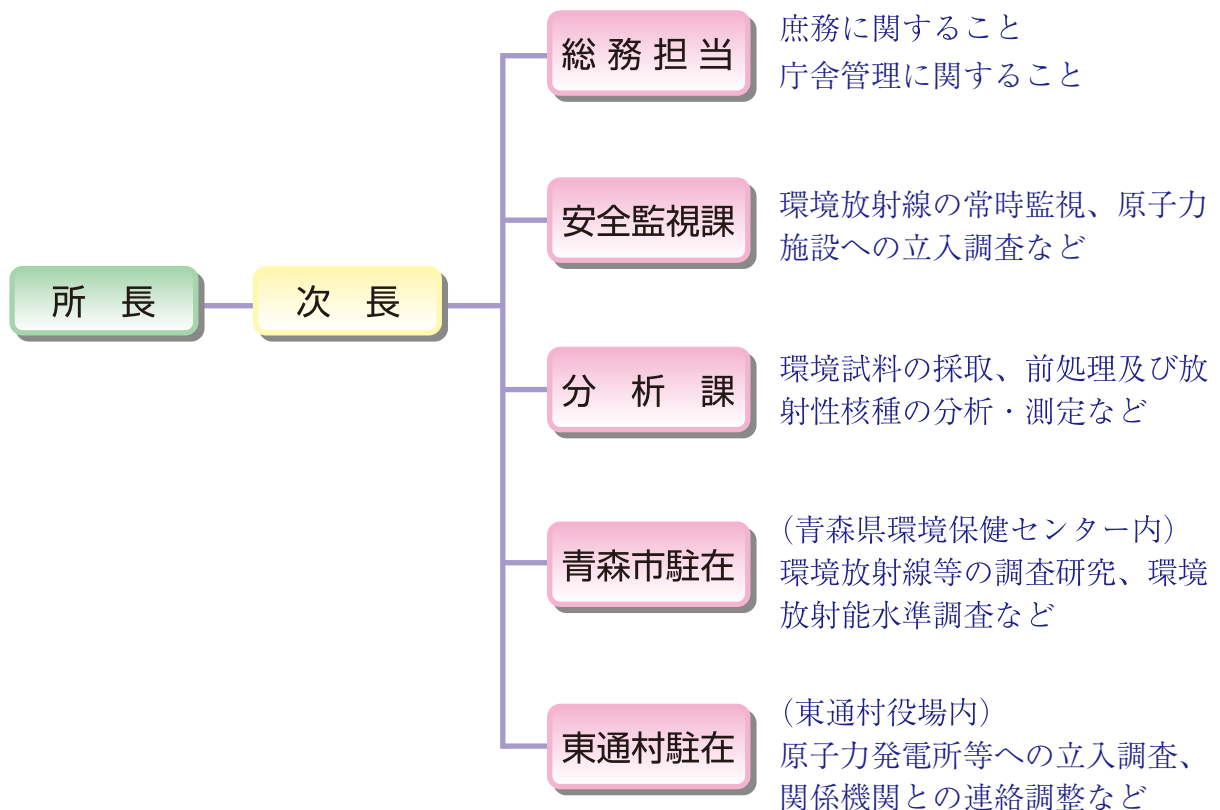 所　長
次　長
総 務 担 当
庶務に関すること
庁舎管理に関すること
安全監視課
環境放射線の常時監視、原子力
施設への立入調査など
分　析　課
環境試料の採取、前処理及び放
射性核種の分析・測定など
青森市駐在
（青森県環境保健センター内）
環境放射線等の調査研究、環境
放射能水準調査など
東通村駐在
（東通村役場内）
原子力発電所等への立入調査、
関係機関との連絡調整など